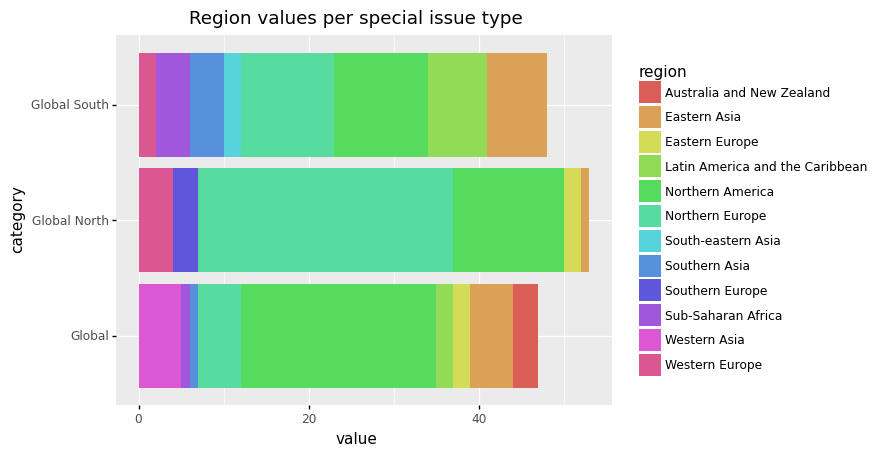 Region values per special issue type
category
Global South
Global North
Global
0
20
40
value
region
Australia and New Zealand
Eastern Asia
Eastern Europe
Latin America and the Caribbean
Northern America
Northern Europe
South-eastern Asia
Southern Asia
Southern Europe
Sub-Saharan Africa
Western Asia
Western Europe